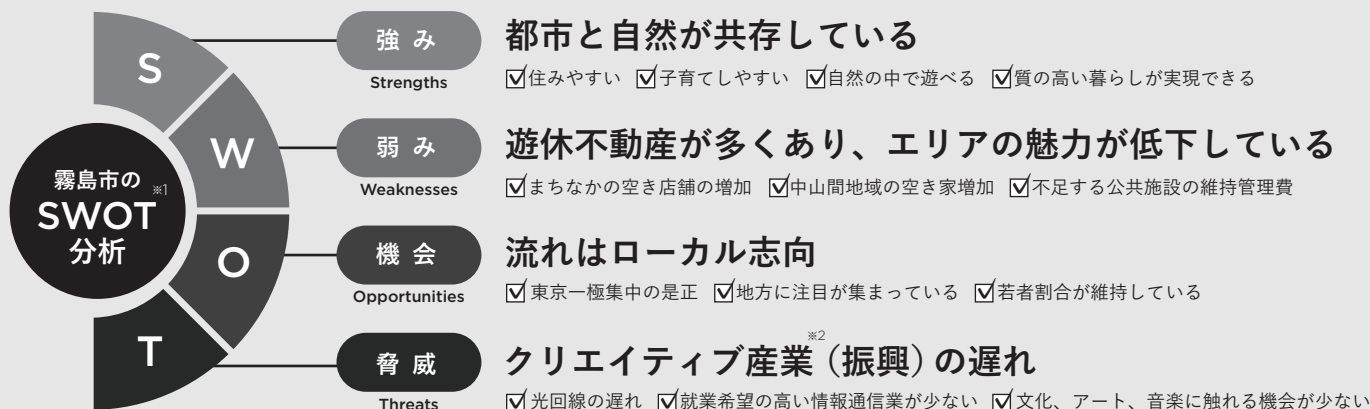 霧島市の※1
SWOT
分析
S
W
O
T
強み
Strengths
都市と自然が共存している
☑住みやすい ☑子育てしやすい ☑自然の中で遊べる ☑質の高い暮らしが実現できる
弱み
Weaknesses
遊休不動産が多くあり、エリアの魅力が低下している
☑まちなかの空き店舗の増加 ☑中山間地域の空き家増加 ☑不足する公共施設の維持管理費
機会
Opportunities
流れはローカル志向
☑東京一極集中の是正 ☑地方に注目が集まっている ☑若者割合が維持している
脅威
Threats
クリエイティブ産業※2(振興)の遅れ
☑光回線の遅れ ☑就業希望の高い情報通信業が少ない ☑文化、アート、音楽に触れる機会が少ない